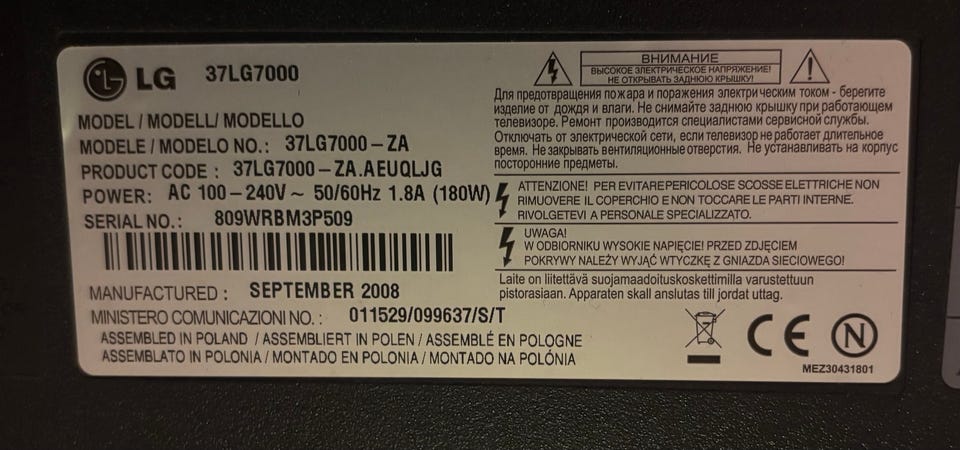 LG 37LG7000
MODEL / MODELL/ MODELLO
MODELE / MODELO NO.: 37LG7000-ZA
PRODUCT CODE : 37LG7000-ZA.AEUQLJG
POWER: AC 100-240V~ 50/60Hz 1.8A (180W)
SERIAL NO.: 809WRBM3P509
MANUFACTURED : SEPTEMBER 2008
MINISTERO COMUNICAZIONI NO.: 011529/099637/S/T
ASSEMBLED IN POLAND / ASSEMBLIERT IN POLEN / ASSEMBLÉ EN POLOGNE
ASSEMBLATO IN POLONIA / MONTADO EN POLONIA / MONTADO NA POLÓNIA
ВНИМАНИЕ
ВЫСОКОЕ ЭЛЕКТРИЧЕСКОЕ НАПРЯЖЕНИЕ!
НЕ ОТКРЫВАТЬ ЗАДНЮЮ КРЫШКУ!
Для предотвращения пожара и поражения электрическим током - берегите
изделие от дождя и влаги. Не снимайте заднюю крышку при работающем
телевизоре. Ремонт производится специалистами сервисной службы.
Отключать от электрической сети, если телевизор не работает длительное
время. Не закрывать вентиляционные отверстия. Не устанавливать на корпус
посторонние предметы.
ATTENZIONE! PER EVITARE PERICOLOSE SCOSSE ELETTRICHE NON
RIMUOVERE IL COPERCHIO E NON TOCCARE LE PARTI INTERNE.
RIVOLGETEVI A PERSONALE SPECIALIZZATO.
UWAGA!
W ODBIORNIKU WYSOKIE NAPIĘCIE! PRZED ZDJĘCIEM
POKRYWY NALEŻY WYJĄĆ WTYCZKĘ Z GNIAZDA SIECIOWEGO!
Laite on liitettävä suojamaadoituskoskettimilla varustettuun
pistorasiaan. Apparaten skall anslutas till jordat uttag.
CE N
MEZ30431801